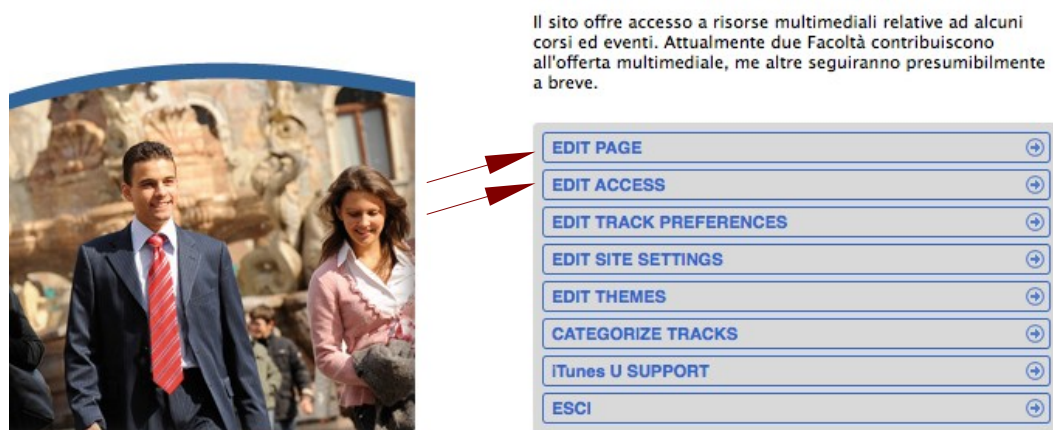 Il sito offre accesso a risorse multimediali relative ad alcuni
corsi ed eventi. Attualmente due Facoltà contribuiscono
all'offerta multimediale, me altre seguiranno presumibilmente
a breve.
EDIT PAGE
EDIT ACCESS
EDIT TRACK PREFERENCES
EDIT SITE SETTINGS
EDIT THEMES
CATEGORIZE TRACKS
iTunes U SUPPORT
ESCI